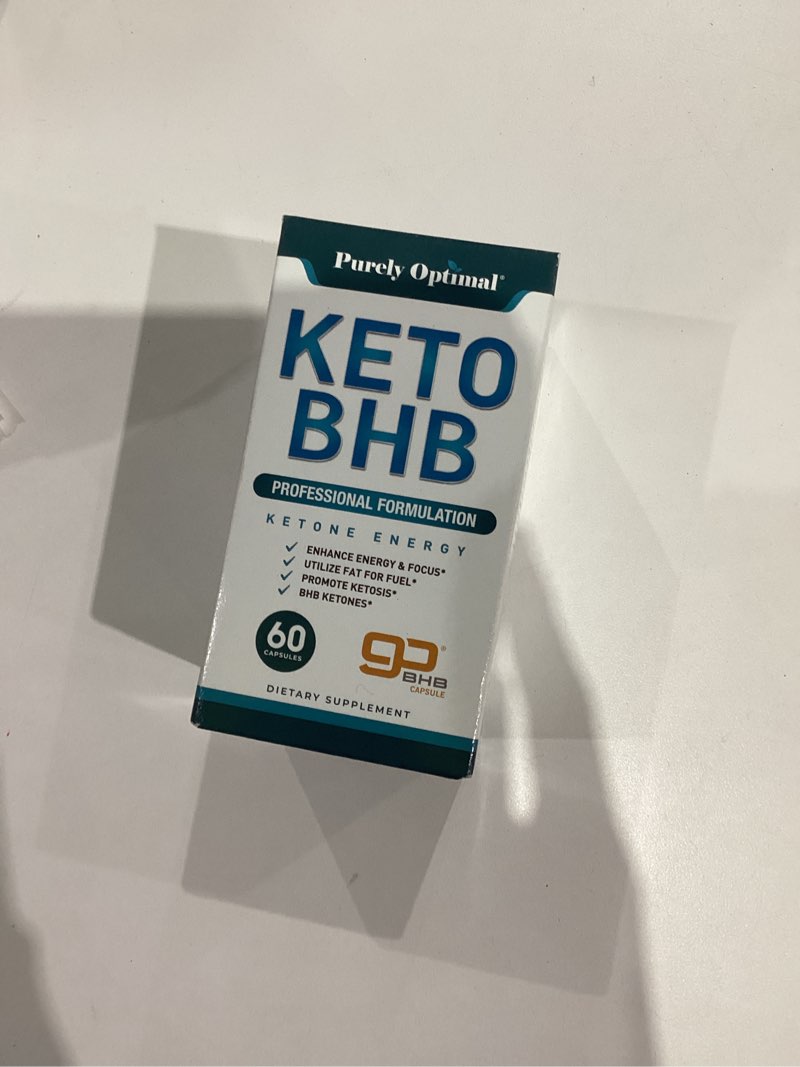 Purely Optimal®
KETO
BHB
PROFESSIONAL FORMULATION
KETONE ENERGY
ENHANCE ENERGY & FOCUS*
UTILIZE FAT FOR FUEL*
PROMOTE KETOSIS*
BHB KETONES*
60
CAPSULES
go®
BHB
CAPSULE
DIETARY SUPPLEMENT